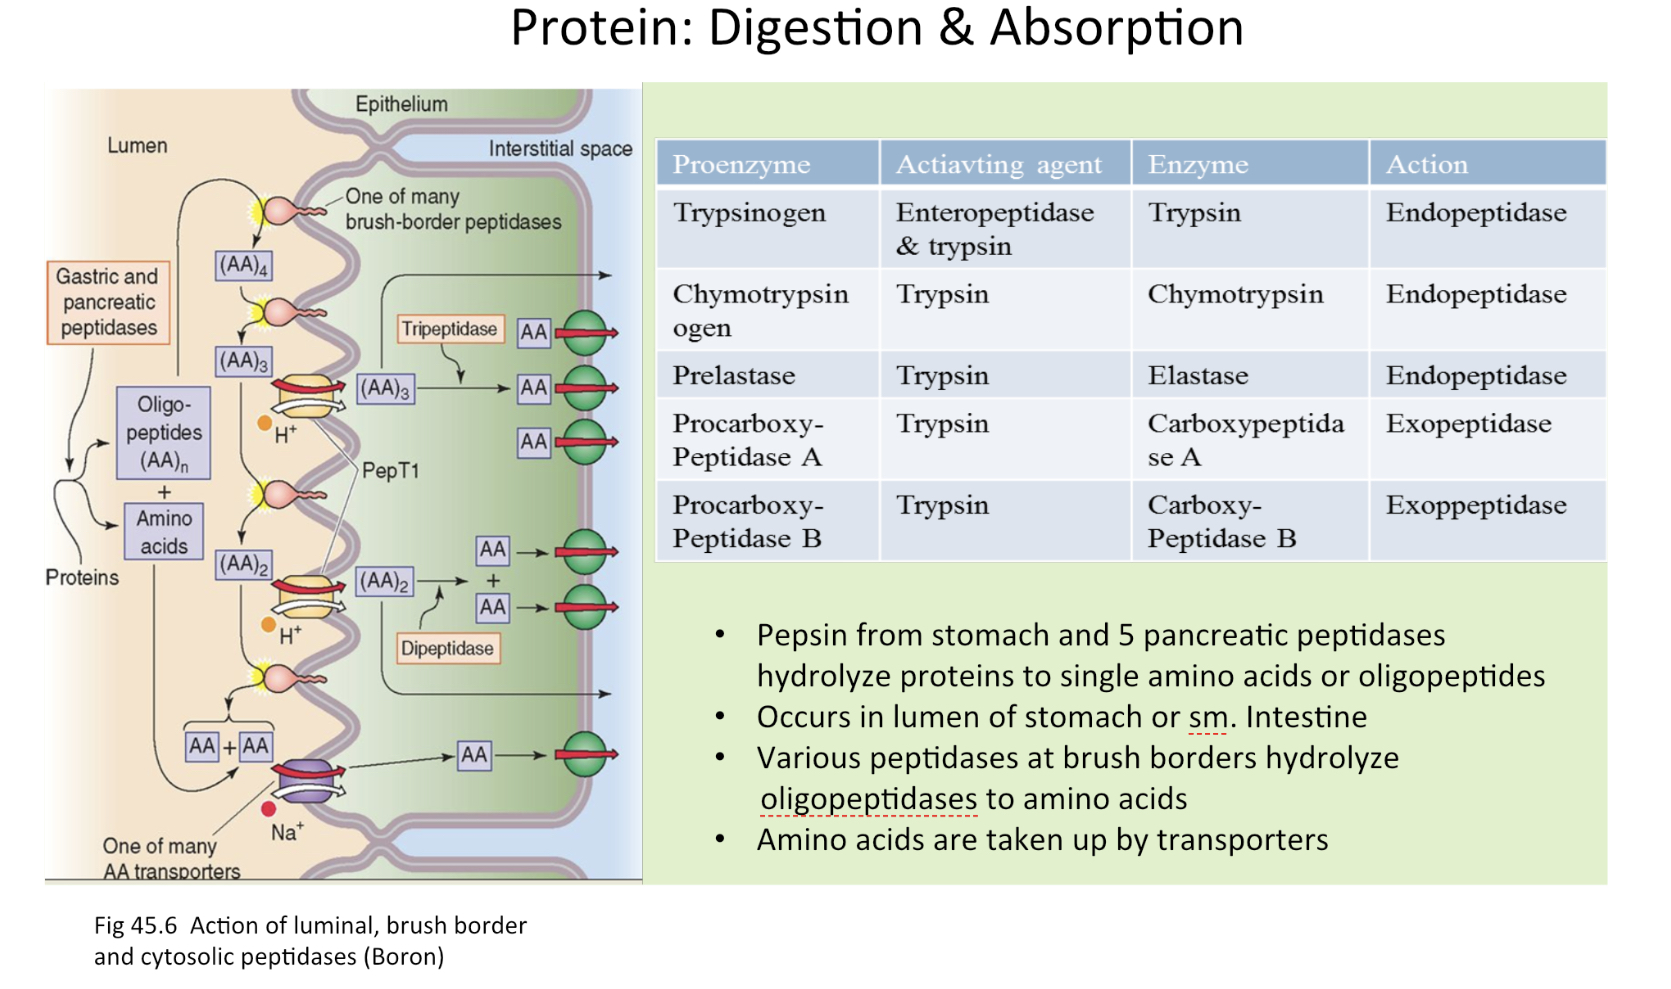 Protein: Digestion & Absorption
Epithelium
Lumen
Interstitial space
One of many
brush-border peptidases
(AA)4
Gastric and
pancreatic
peptidases
(AA)3
Oligo-
peptides
(AA)n
+
Amino
acids
Proteins
H+
(AA)3
Tripeptidase
AA
AA
AA
PepT1
(AA)2
H+
(AA)2
Dipeptidase
AA
+
AA
AA + AA
Na+
AA
One of many
AA transporters
Proenzyme Actiavting agent Enzyme Action
Trypsinogen Enteropeptidase Trypsin Endopeptidase
& trypsin
Chymotrypsin Trypsin Chymotrypsin Endopeptidase
ogen
Prelastase Trypsin Elastase Endopeptidase
Procarboxy- Trypsin Carboxypeptida Exopeptidase
Peptidase A se A
Procarboxy- Trypsin Carboxy- Exoppeptidase
Peptidase B Peptidase B
• Pepsin from stomach and 5 pancreatic peptidases
hydrolyze proteins to single amino acids or oligopeptides
• Occurs in lumen of stomach or sm. Intestine
• Various peptidases at brush borders hydrolyze
oligopeptidases to amino acids
• Amino acids are taken up by transporters
Fig 45.6 Action of luminal, brush border
and cytosolic peptidases (Boron)